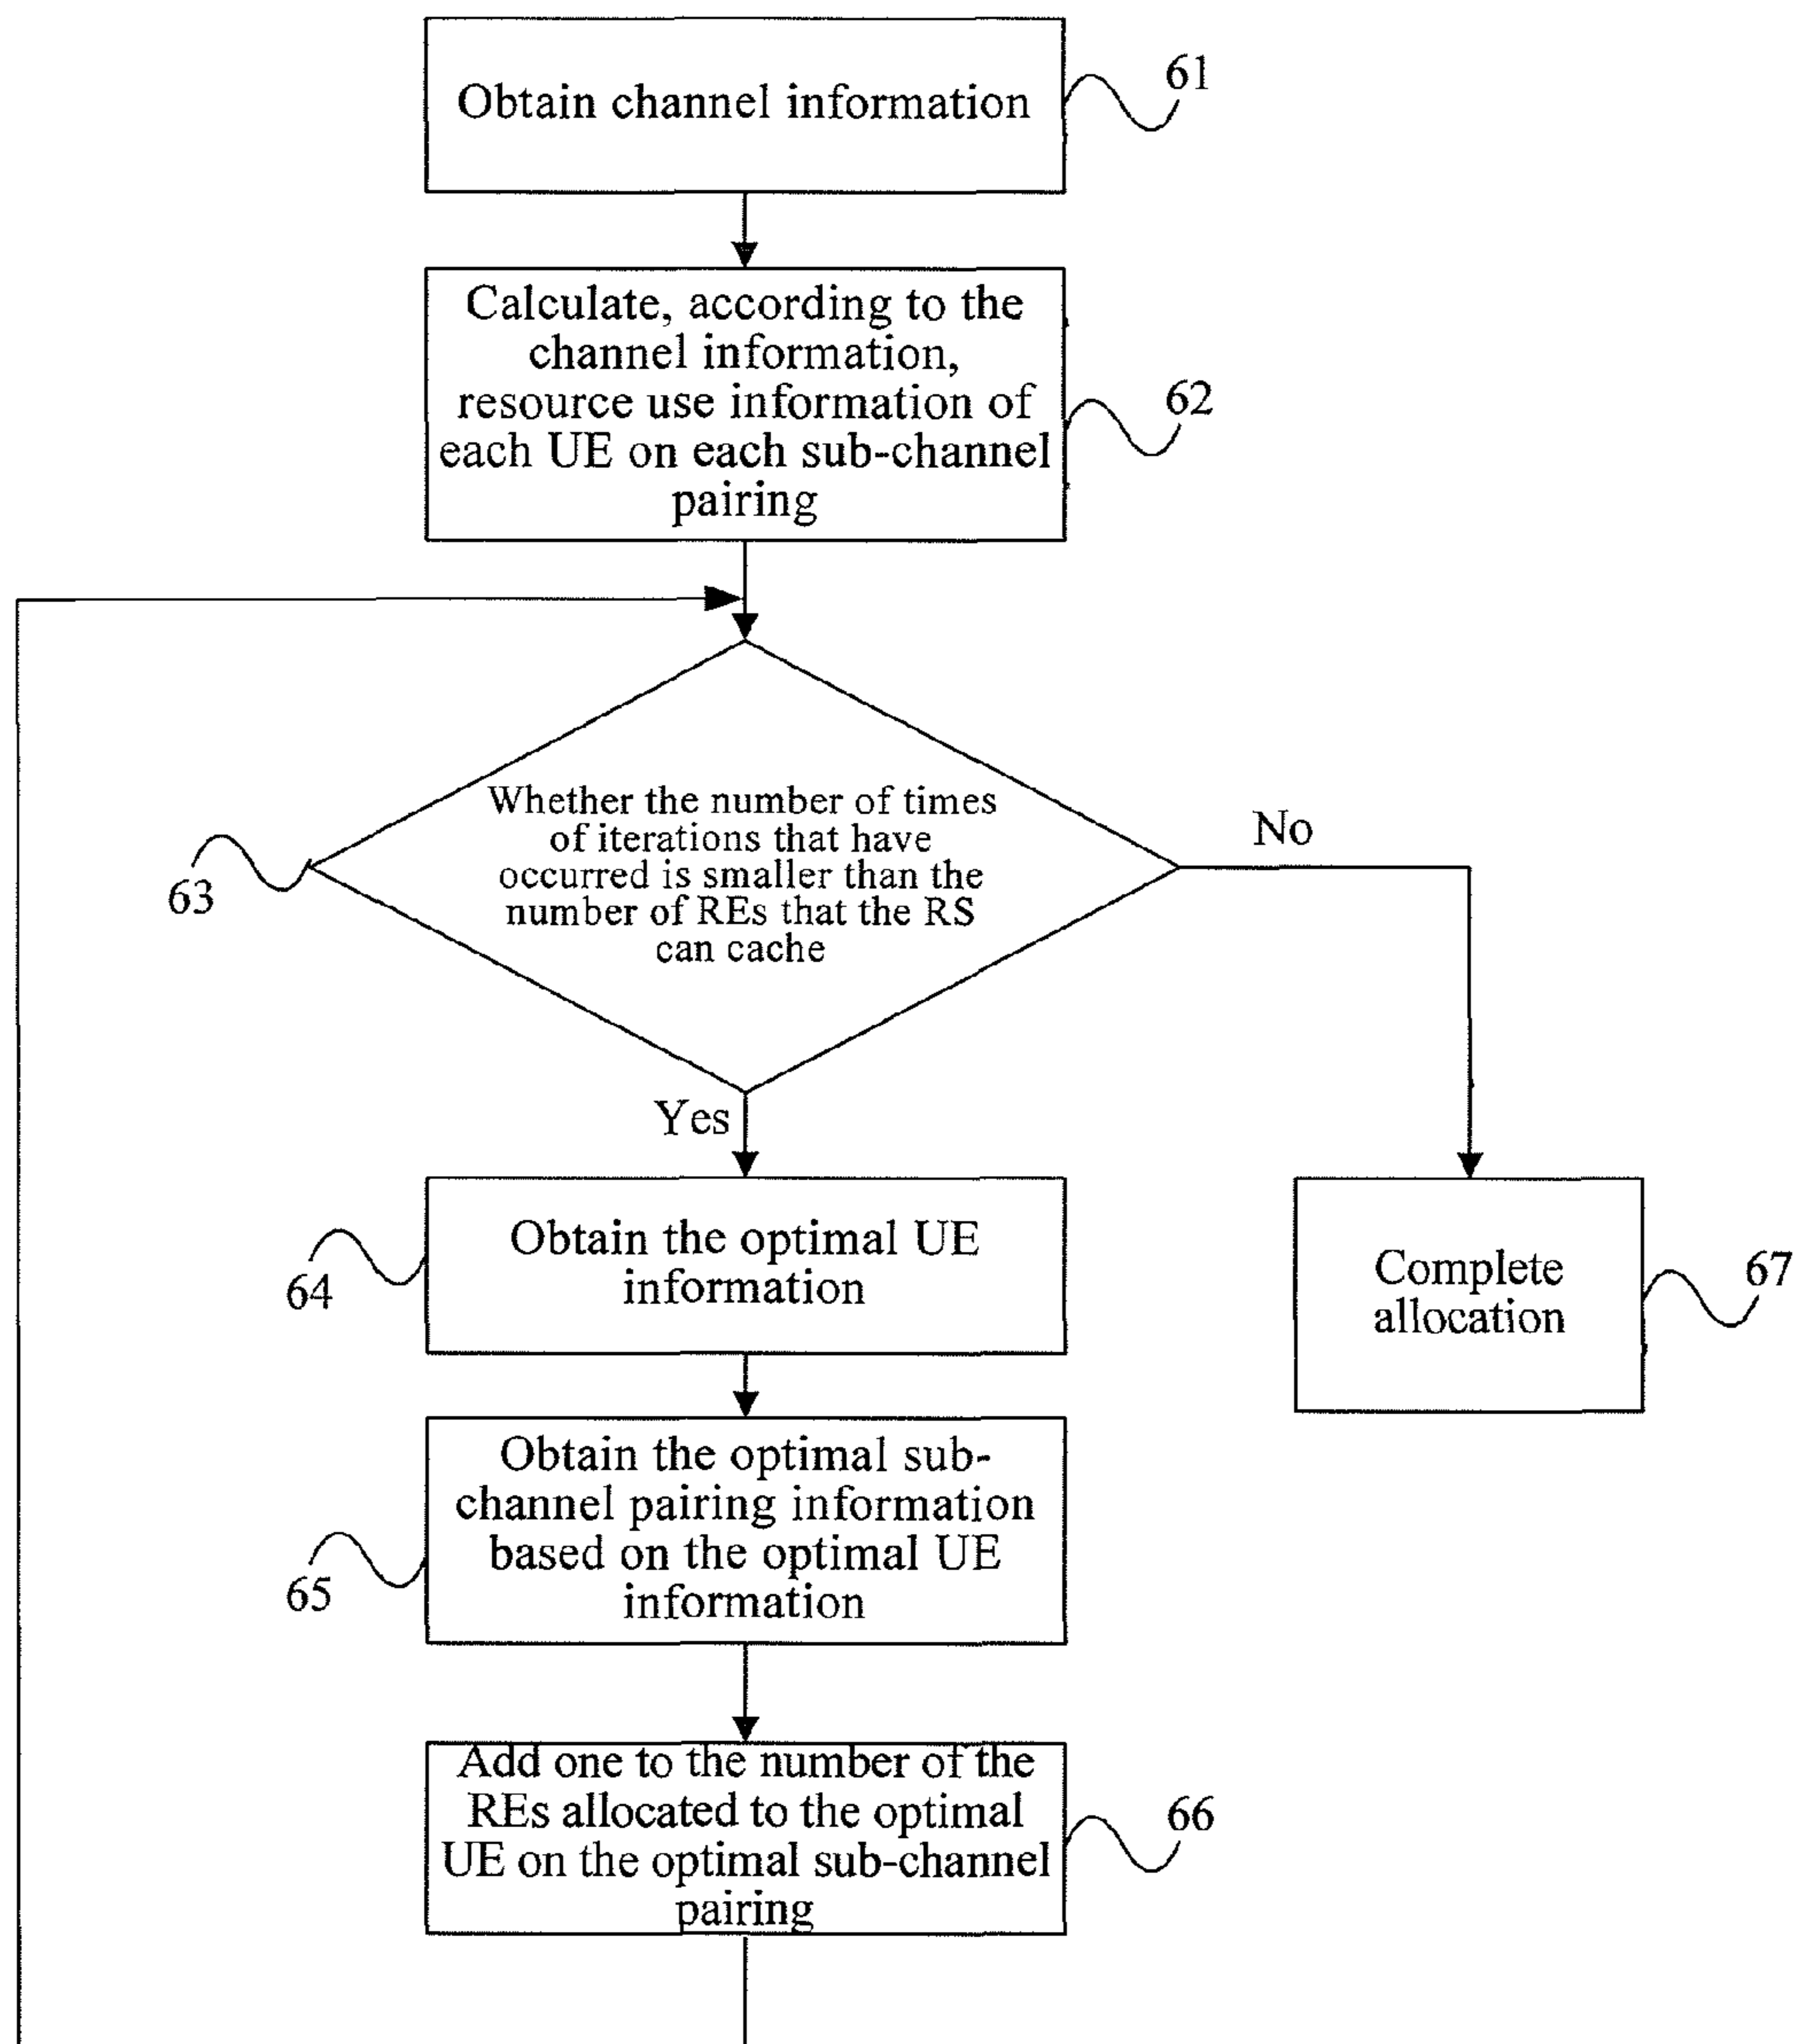 Obtain channel information
61
Calculate, according to the
channel information,
resource use information of
each UE on each sub-channel
pairing
62
Whether the number of times
of iterations that have
occurred is smaller than the
number of REs that the RS
can cache
63
No
Yes
Obtain the optimal UE
information
64
Complete
allocation
67
Obtain the optimal sub-
channel pairing information
based on the optimal UE
information
65
Add one to the number of the
REs allocated to the optimal
UE on the optimal sub-channel
pairing
66